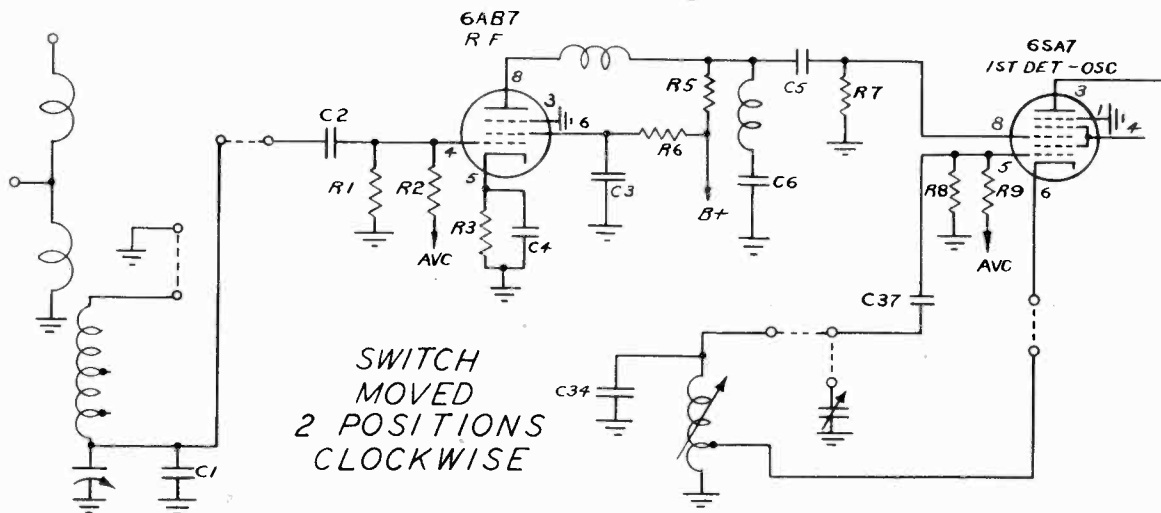 6AB7
RF
6SA7
1ST DET-OSC
8
3
6
4
5
C2
R1
R2
AVC
R3
C4
C3
R6
R5
B+
C6
C5
R7
8
3
1
4
5
6
R8
R9
AVC
C37
C34
C1
SWITCH
MOVED
2 POSITIONS
CLOCKWISE